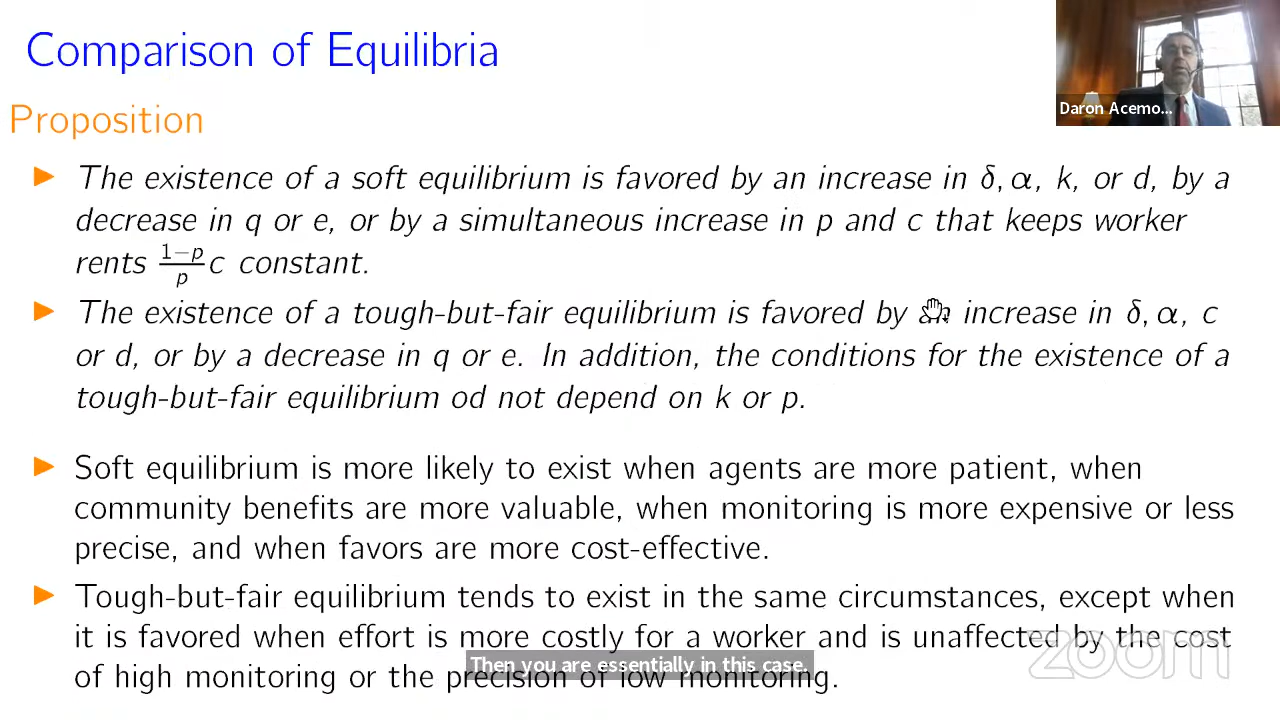 Comparison of Equilibria
Daron Acemo...
Proposition
▶ The existence of a soft equilibrium is favored by an increase in δ, α, k, or d, by a
decrease in q or e, or by a simultaneous increase in p and c that keeps worker
rents (1−p)/p c constant.
▶ The existence of a tough-but-fair equilibrium is favored by an increase in δ, α, c
or d, or by a decrease in q or e. In addition, the conditions for the existence of a
tough-but-fair equilibrium od not depend on k or p.
▶ Soft equilibrium is more likely to exist when agents are more patient, when
community benefits are more valuable, when monitoring is more expensive or less
precise, and when favors are more cost-effective.
▶ Tough-but-fair equilibrium tends to exist in the same circumstances, except when
it is favored when effort is more costly for a worker and is unaffected by the cost
of high monitoring or the precision of low monitoring.
Then you are essentially in this case.
zoom